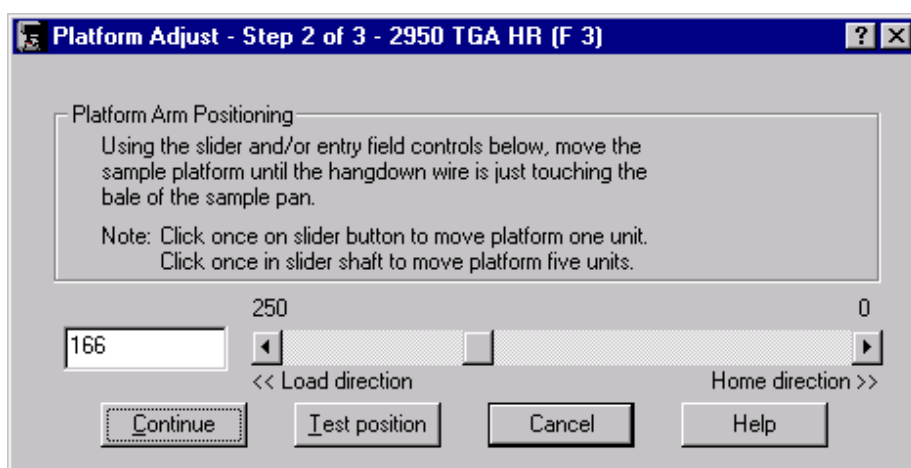 Platform Adjust - Step 2 of 3 - 2950 TGA HR (F 3)
Platform Arm Positioning
Using the slider and/or entry field controls below, move the
sample platform until the hangdown wire is just touching the
bale of the sample pan.
Note: Click once on slider button to move platform one unit.
Click once in slider shaft to move platform five units.
250 0
166
<< Load direction Home direction >>
Continue Test position Cancel Help